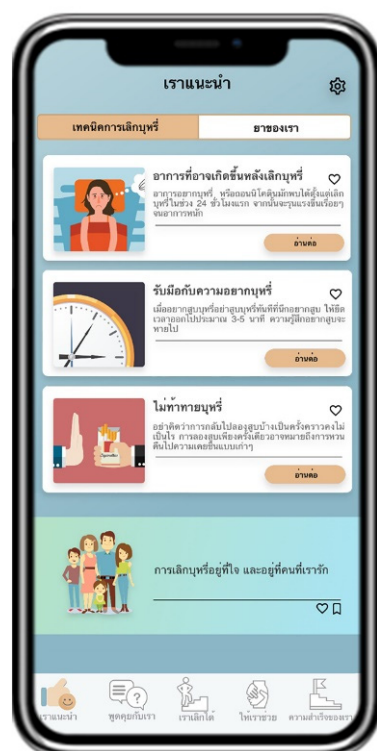 เราแนะนำ
เทคนิคการเลิกบุหรี่
ยาของเรา
อาการที่อาจเกิดขึ้นหลังเลิกบุหรี่
อาการอยากบุหรี่ หรือถอนนิโคตินมักพบได้ตั้งแต่เลิก
บุหรี่ในช่วง 24 ชั่วโมงแรก จากนั้นจะรุนแรงขึ้นเรื่อยๆ
จนอาการหนัก
อ่านต่อ
รับมือกับความอยากบุหรี่
เมื่ออยากสูบบุหรี่อย่าสูบบุหรี่ทันทีที่นึกอยากสูบ ให้ยืด
เวลาออกไปประมาณ 3-5 นาที ความรู้สึกอยากสูบจะ
หายไป
อ่านต่อ
ไม่ท้าทายบุหรี่
อย่าคิดว่าการกลับไปลองสูบบ้างเป็นครั้งคราวคงไม่
เป็นไร การลองสูบเพียงครั้งเดียวอาจหมายถึงการหวน
คืนไปความเคยชินแบบเก่าๆ
อ่านต่อ
การเลิกบุหรี่อยู่ที่ใจ และอยู่ที่คนที่เรารัก
เราแนะนำ
พูดคุยกับเรา
เราเลิกได้
ให้เราช่วย
ความสำเร็จของเรา